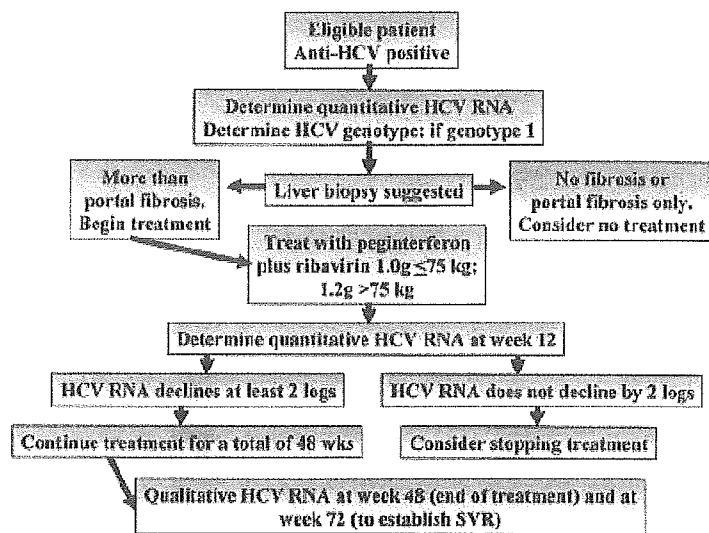 Eligible patient
Anti-HCV positive
Determine quantitative HCV RNA
Determine HCV genotype: if genotype 1
More than
portal fibrosis.
Begin treatment
Liver biopsy suggested
No fibrosis or
portal fibrosis only.
Consider no treatment
Treat with peginterferon
plus ribavirin 1.0g ≤75 kg;
1.2g >75 kg
Determine quantitative HCV RNA at week 12
HCV RNA declines at least 2 logs
HCV RNA does not decline by 2 logs
Continue treatment for a total of 48 wks
Consider stopping treatment
Qualitative HCV RNA at week 48 (end of treatment) and at
week 72 (to establish SVR)